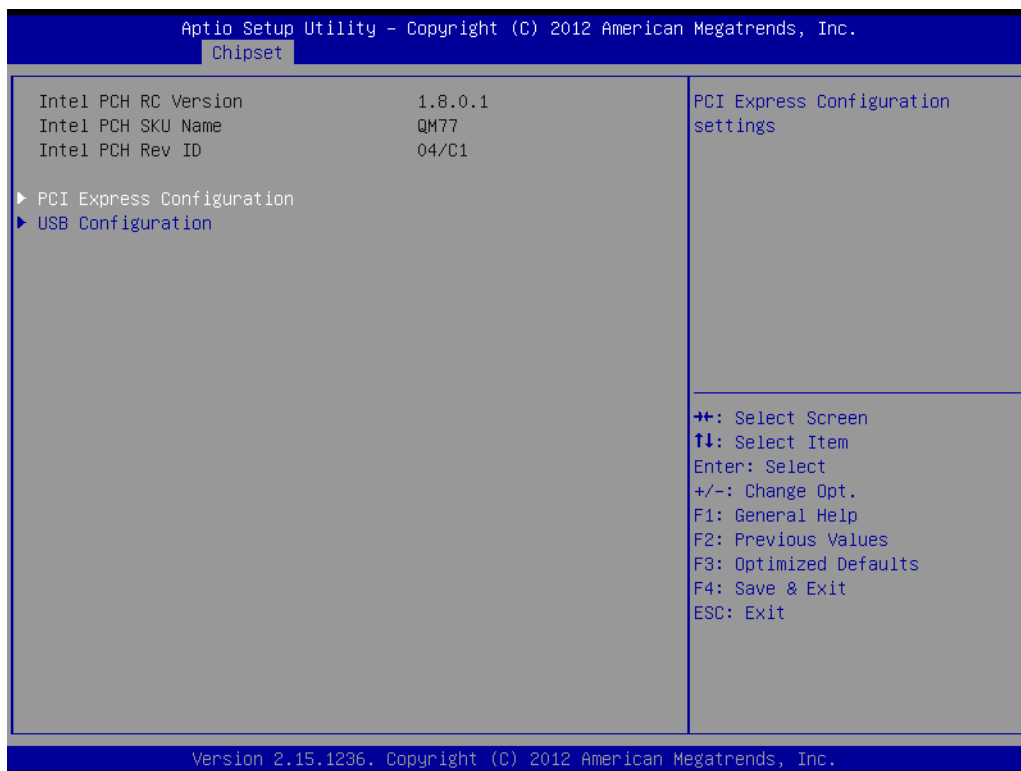 Aptio Setup Utility – Copyright (C) 2012 American Megatrends, Inc.
Chipset
Intel PCH RC Version 1.8.0.1
Intel PCH SKU Name QM77
Intel PCH Rev ID 04/C1
▶ PCI Express Configuration
▶ USB Configuration
PCI Express Configuration
settings
→←: Select Screen
↑↓: Select Item
Enter: Select
+/-: Change Opt.
F1: General Help
F2: Previous Values
F3: Optimized Defaults
F4: Save & Exit
ESC: Exit
Version 2.15.1236. Copyright (C) 2012 American Megatrends, Inc.